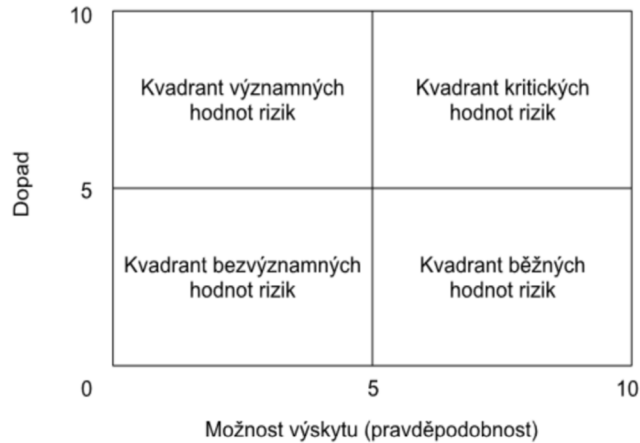 10
Kvadrant významných
hodnot rizik
Kvadrant kritických
hodnot rizik
Dopad
5
Kvadrant bezvýznamných
hodnot rizik
Kvadrant běžných
hodnot rizik
0
5
10
Možnost výskytu (pravděpodobnost)